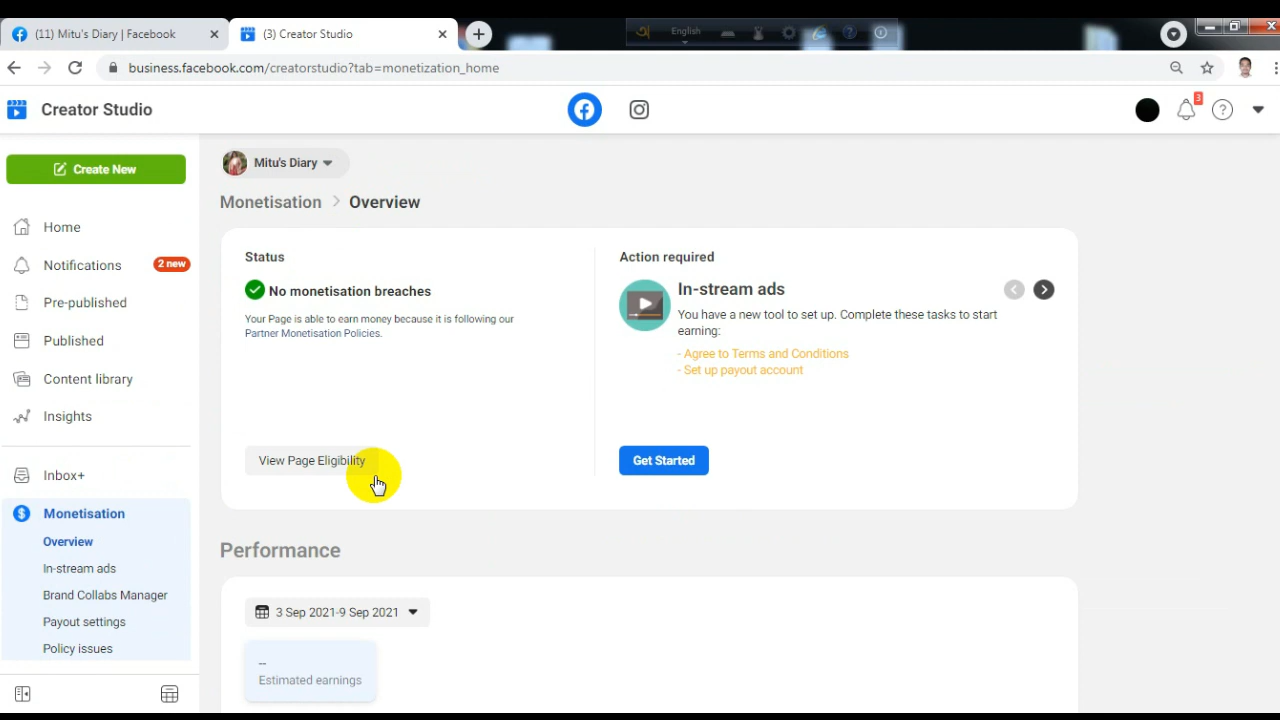 (11) Mitu's Diary | Facebook
(3) Creator Studio
English
business.facebook.com/creatorstudio?tab=monetization_home
Creator Studio
3
Create New
Mitu's Diary
Monetisation > Overview
Home
Notifications 2 new
Pre-published
Published
Content library
Insights
Inbox+
Monetisation
Overview
In-stream ads
Brand Collabs Manager
Payout settings
Policy issues
Status
No monetisation breaches
Your Page is able to earn money because it is following our
Partner Monetisation Policies.
View Page Eligibility
Action required
In-stream ads
You have a new tool to set up. Complete these tasks to start
earning:
- Agree to Terms and Conditions
- Set up payout account
Get Started
Performance
3 Sep 2021-9 Sep 2021
--
Estimated earnings